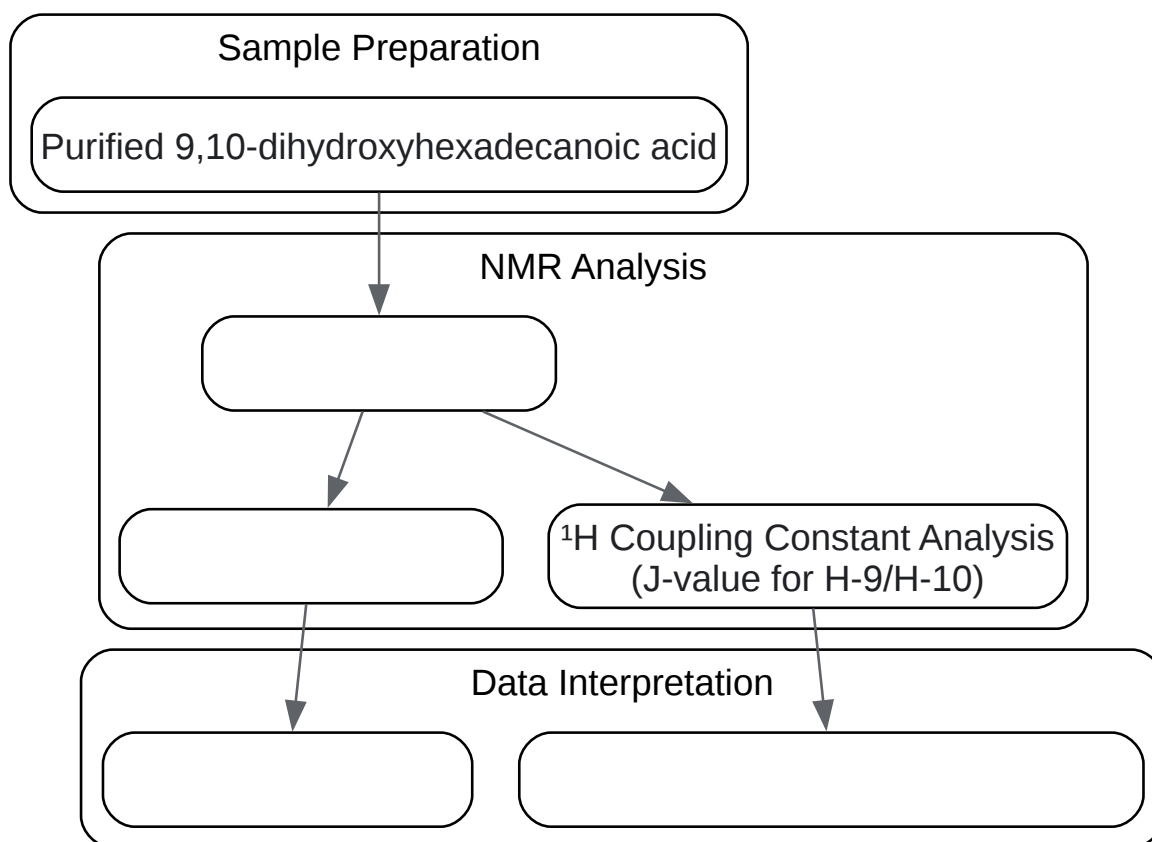 Sample Preparation
Purified 9,10-dihydroxyhexadecanoic acid
NMR Analysis
¹H Coupling Constant Analysis
(J-value for H-9/H-10)
Data Interpretation